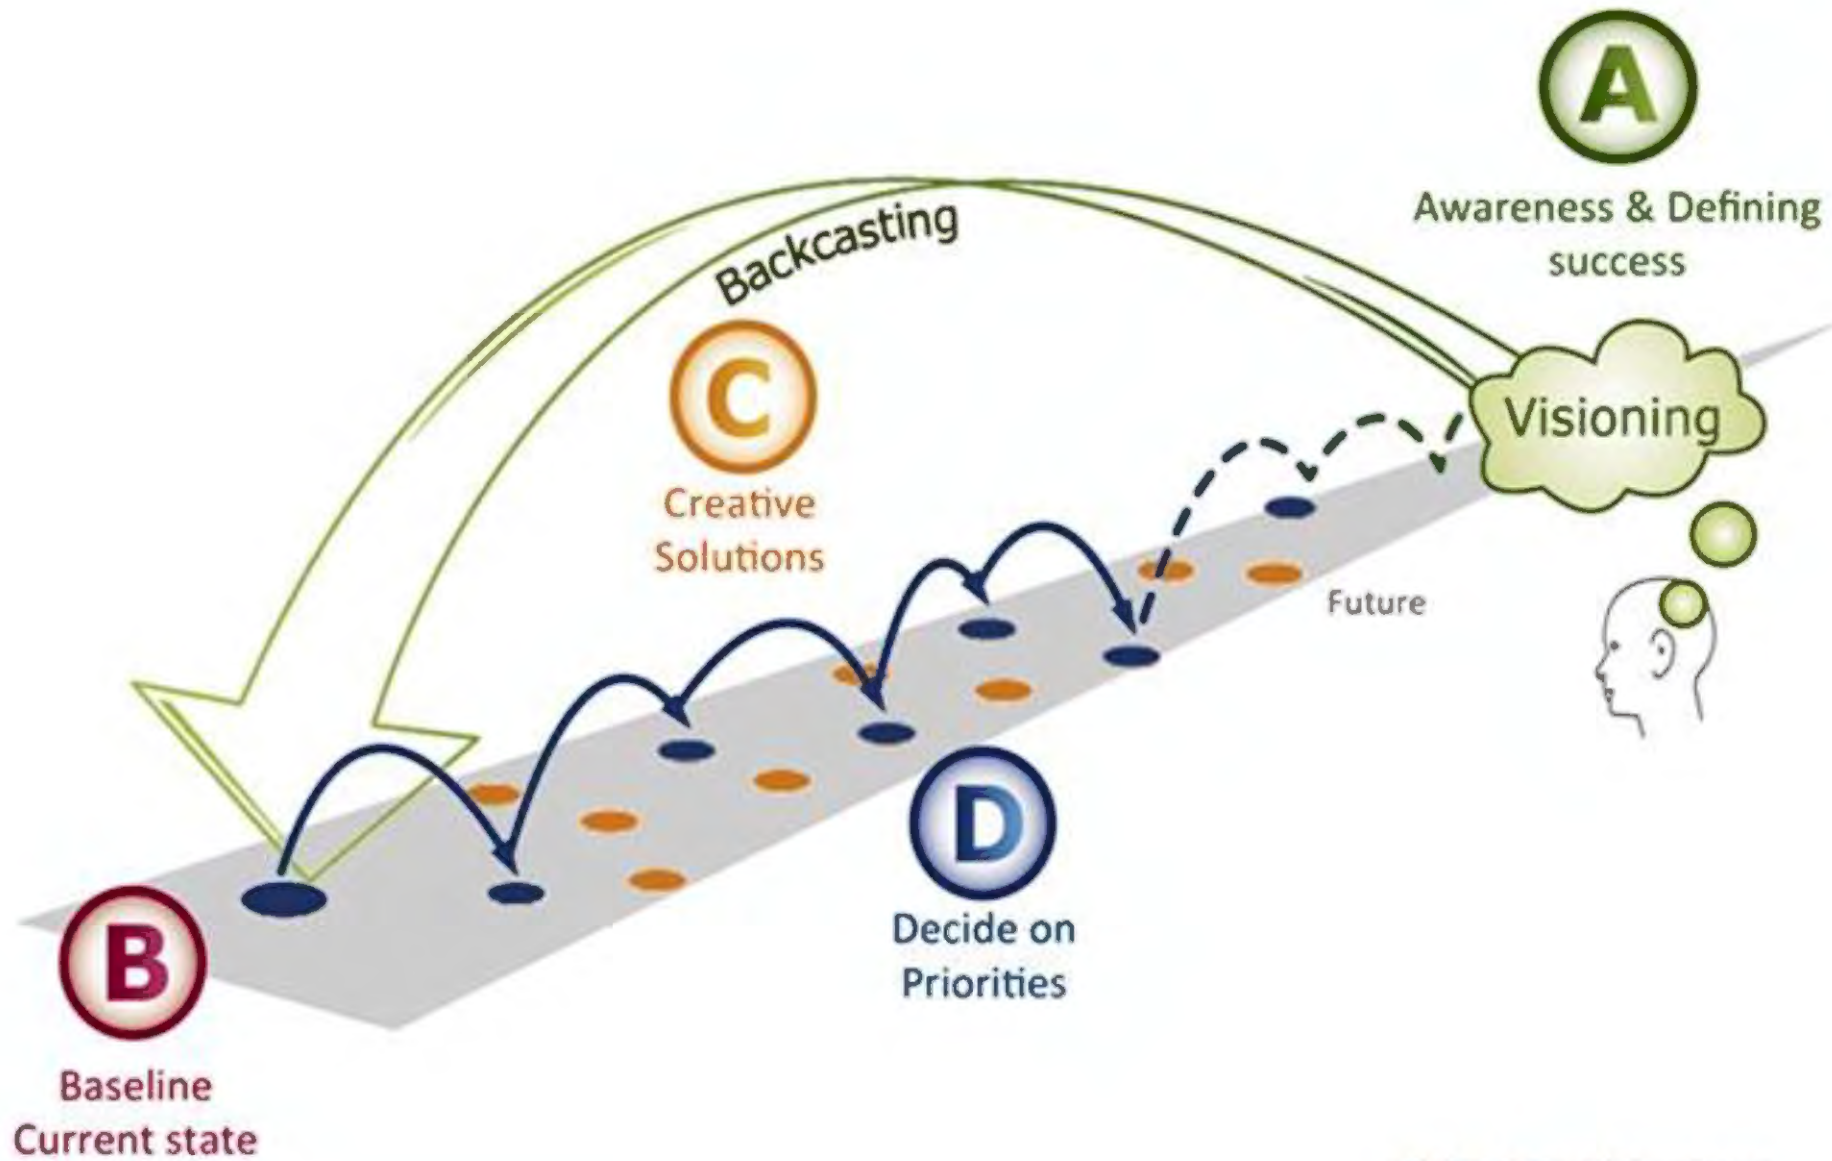 A
Awareness & Defining
success
Backcasting
C
Creative
Solutions
Visioning
Future
D
Decide on
Priorities
B
Baseline
Current state